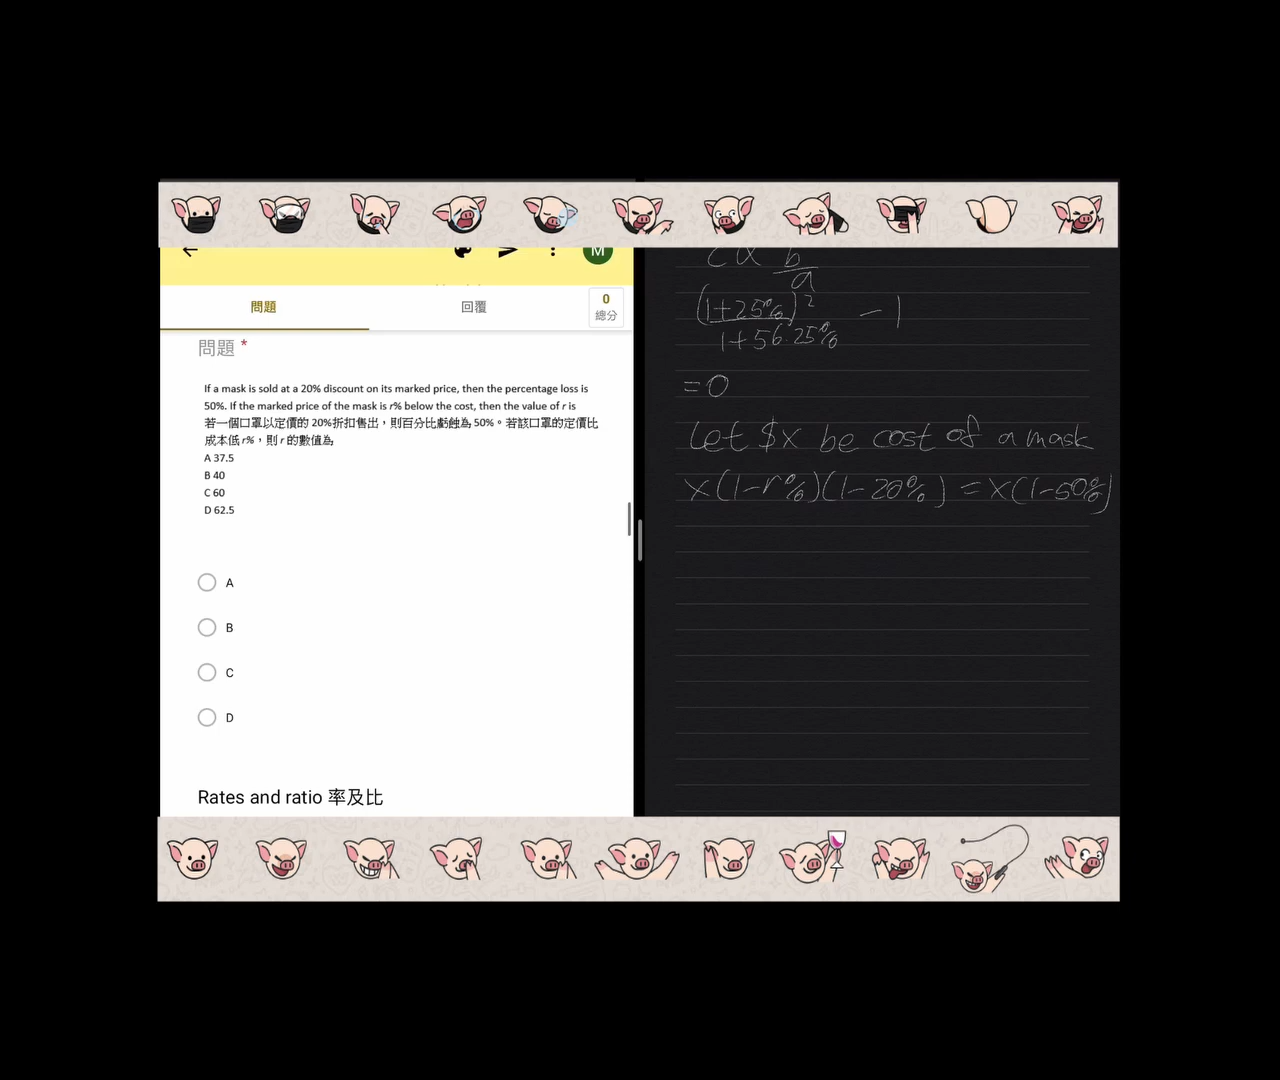 M
問題
回覆
0
總分
問題 *
If a mask is sold at a 20% discount on its marked price, then the percentage loss is
50%. If the marked price of the mask is r% below the cost, then the value of r is
若一個口罩以定價的 20%折扣售出，則百分比虧蝕為 50%。若該口罩的定價比
成本低 r%，則 r 的數值為
A 37.5
B 40
C 60
D 62.5
A
B
C
D
Rates and ratio 率及比
c α b/a
(1+25%)²/1+56.25% - 1
=0
Let $x be cost of a mask
x(1-r%)(1-20%) = x(1-50%)